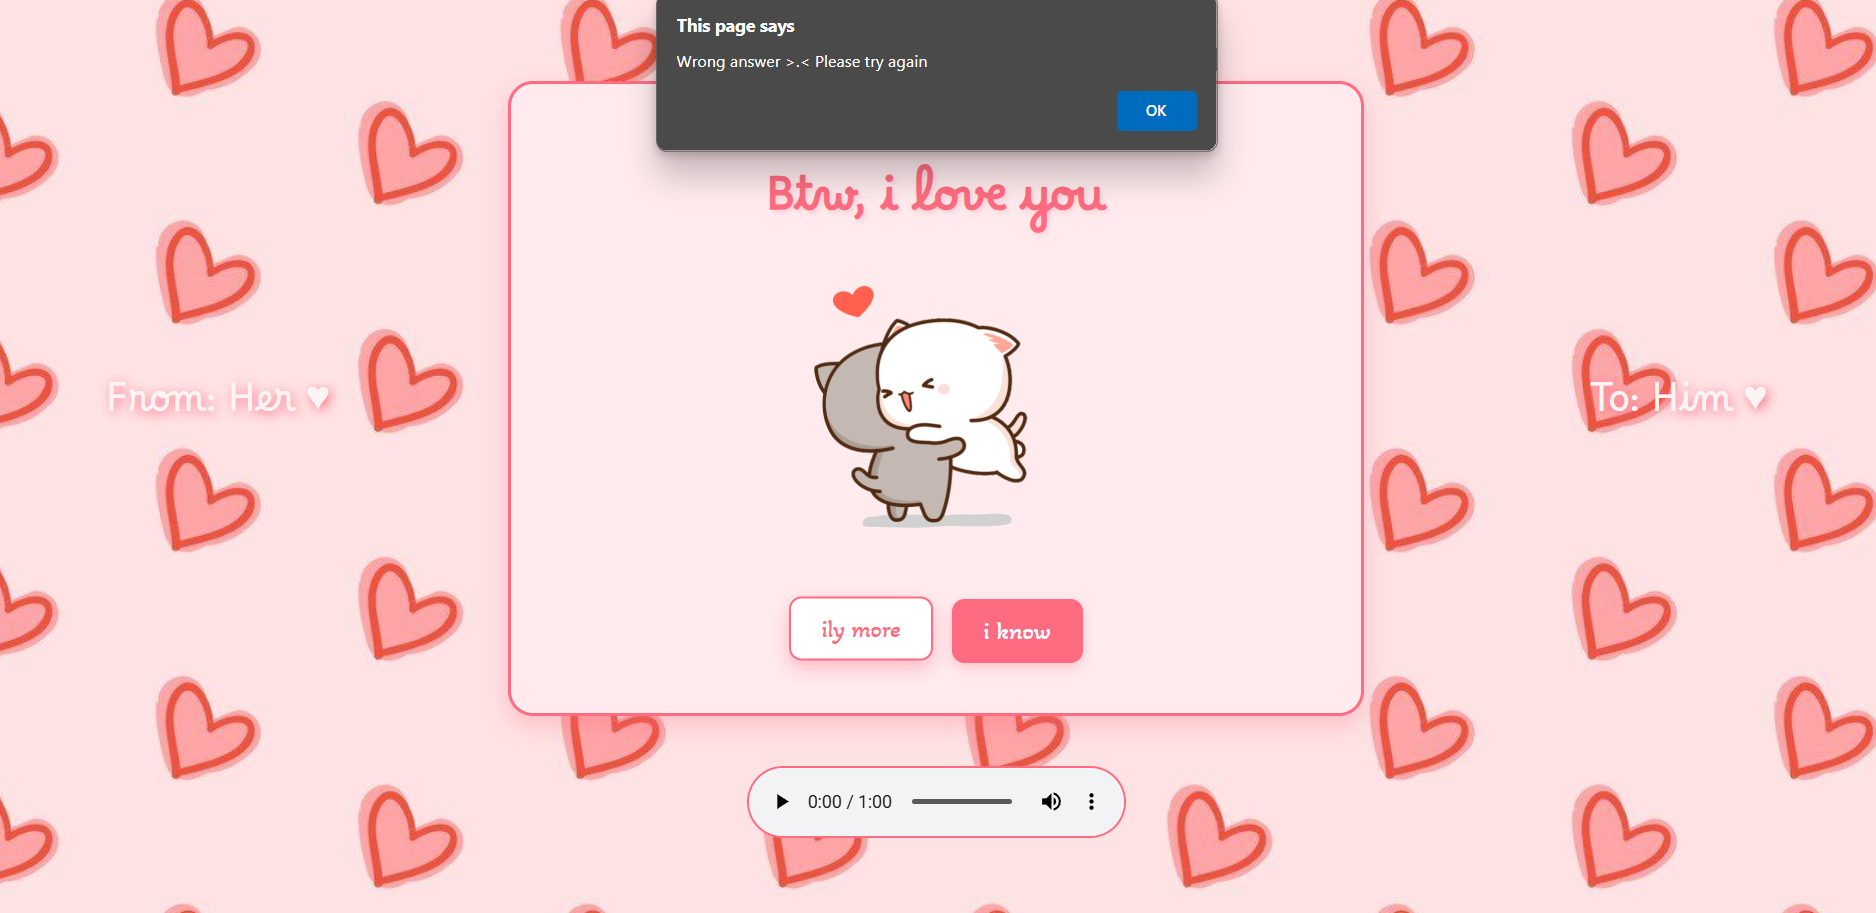 This page says
Wrong answer >.< Please try again
OK
Btw, i love you
From: Her ♥
To: Him ♥
ily more
i know
0:00 / 1:00